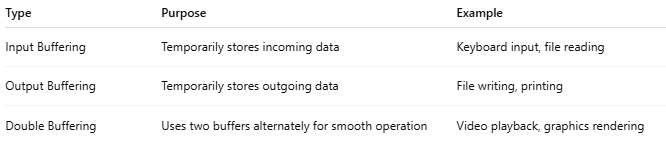 Type Purpose Example
Input Buffering Temporarily stores incoming data Keyboard input, file reading
Output Buffering Temporarily stores outgoing data File writing, printing
Double Buffering Uses two buffers alternately for smooth operation Video playback, graphics rendering